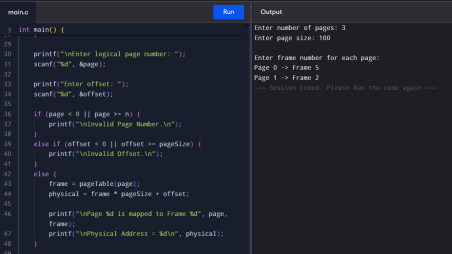 main.c
Run
Output
3 int main() {
29
30 printf("\nEnter logical page number: ");
31 scanf("%d", &page);
32
33 printf("Enter offset: ");
34 scanf("%d", &offset);
35
36 if (page < 0 || page >= n) {
37 printf("\nInvalid Page Number.\n");
38 }
39 else if (offset < 0 || offset >= pageSize) {
40 printf("\nInvalid Offset.\n");
41 }
42 else {
43 frame = pageTable[page];
44 physical = frame * pageSize + offset;
45
46 printf("\nPage %d is mapped to Frame %d", page,
frame);
47 printf("\nPhysical Address = %d\n", physical);
48 }
Enter number of pages: 3
Enter page size: 100

Enter frame number for each page:
Page 0 -> Frame 5
Page 1 -> Frame 2
=== Session Ended. Please Run the code again ===